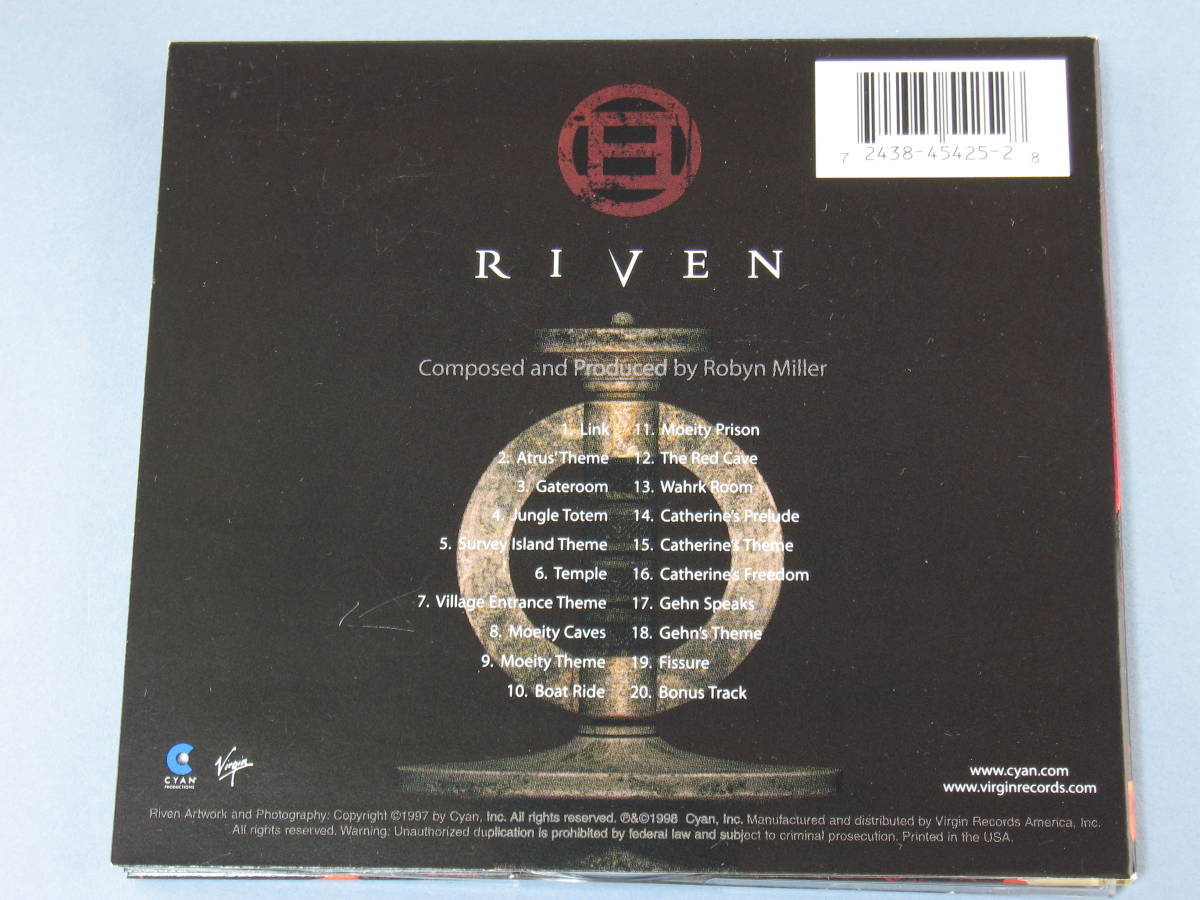 7 2438-45425-2 8
RIVEN
Composed and Produced by Robyn Miller
1. Link
2. Atrus' Theme
3. Gateroom
4. Jungle Totem
5. Survey Island Theme
6. Temple
7. Village Entrance Theme
8. Moeity Caves
9. Moeity Theme
10. Boat Ride
11. Moeity Prison
12. The Red Cave
13. Wahrk Room
14. Catherine's Prelude
15. Catherine's Theme
16. Catherine's Freedom
17. Gehn Speaks
18. Gehn's Theme
19. Fissure
20. Bonus Track
CYAN
PRODUCTIONS
Virgin
www.cyan.com
www.virginrecords.com
Riven Artwork and Photography: Copyright ©1997 by Cyan, Inc. All rights reserved. ℗&©1998 Cyan, Inc. Manufactured and distributed by Virgin Records America, Inc.
All rights reserved. Warning: Unauthorized duplication is prohibited by federal law and subject to criminal prosecution. Printed in the USA.